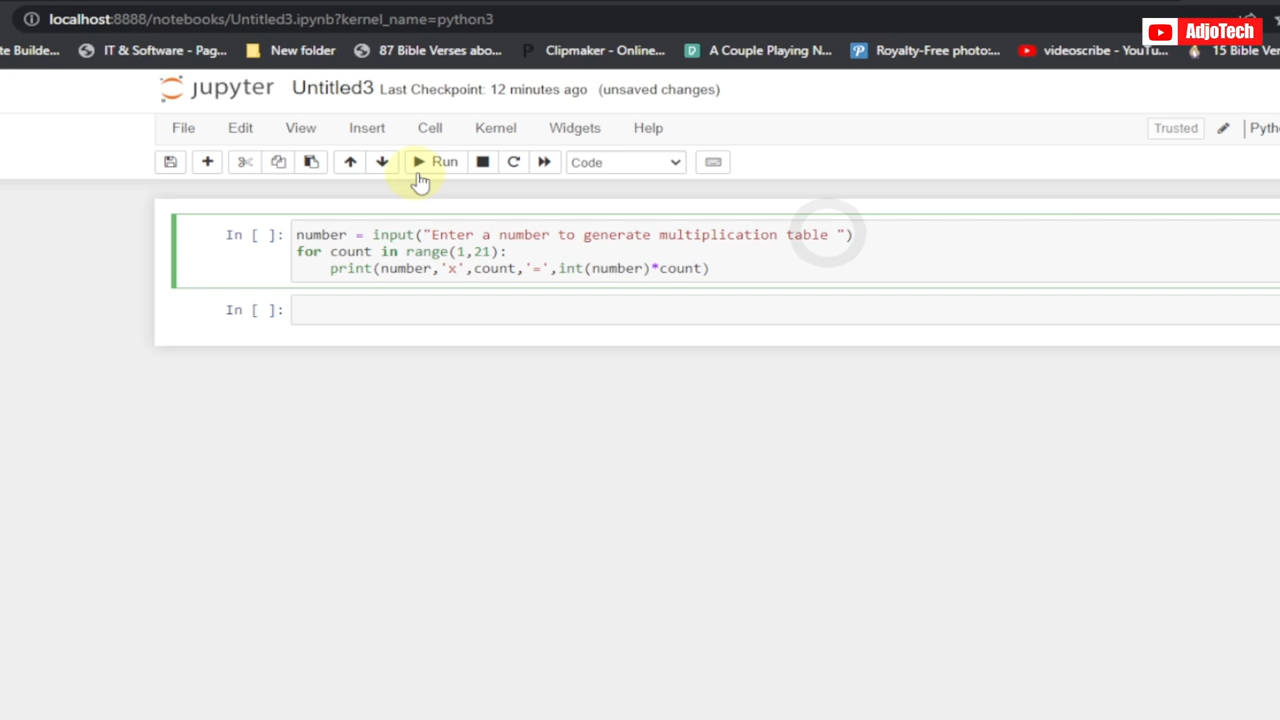 localhost:8888/notebooks/Untitled3.ipynb?kernel_name=python3
AdjoTech
te Builde... IT & Software - Pag... New folder 87 Bible Verses abo... Clipmaker - Online... D A Couple Playing N... P Royalty-Free photo:... videoscribe - YouTu... 15 Bible Ver
jupyter Untitled3 Last Checkpoint: 12 minutes ago (unsaved changes)
File Edit View Insert Cell Kernel Widgets Help Trusted Pyth
Run Code
In [ ]: number = input("Enter a number to generate multiplication table ")
for count in range(1,21):
print(number,'x',count,'=',int(number)*count)
In [ ]: